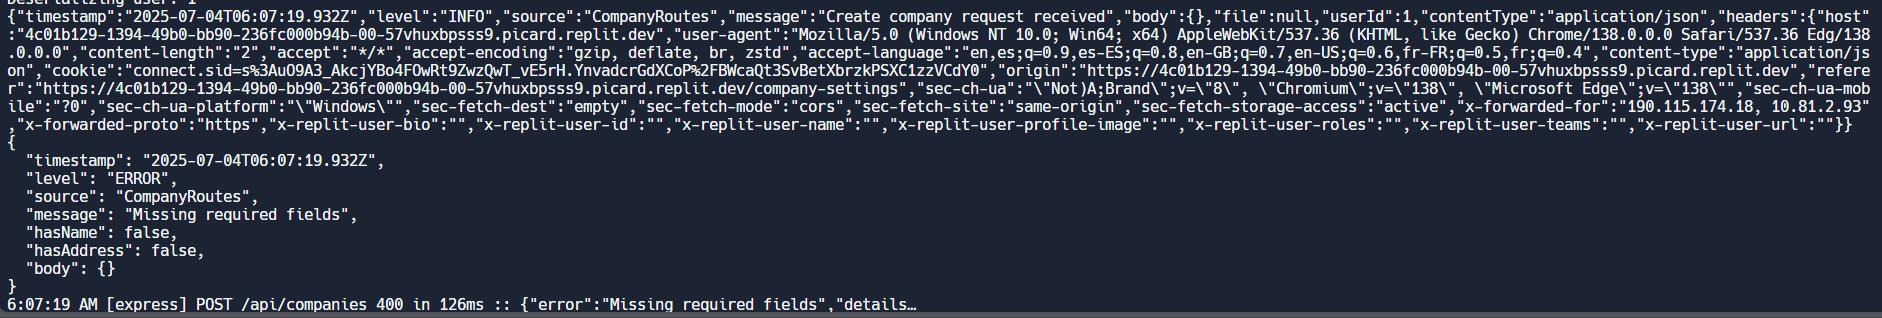 Deserializing user: 1
{"timestamp":"2025-07-04T06:07:19.932Z","level":"INFO","source":"CompanyRoutes","message":"Create company request received","body":{},"file":null,"userId":1,"contentType":"application/json","headers":{"host"
:"4c01b129-1394-49b0-bb90-236fc000b94b-00-57vhuxbpsss9.picard.replit.dev","user-agent":"Mozilla/5.0 (Windows NT 10.0; Win64; x64) AppleWebKit/537.36 (KHTML, like Gecko) Chrome/138.0.0.0 Safari/537.36 Edg/138
.0.0.0","content-length":"2","accept":"*/*","accept-encoding":"gzip, deflate, br, zstd","accept-language":"en,es;q=0.9,es-ES;q=0.8,en-GB;q=0.7,en-US;q=0.6,fr-FR;q=0.5,fr;q=0.4","content-type":"application/js
on","cookie":"connect.sid=s%3AuO9A3_AkcjYBo4FOwRt9ZwzQwT_vE5rH.YnvadcrGdXCoP%2FBWcaQt3SvBetXbrzkPSXC1zzVCdY0","origin":"https://4c01b129-1394-49b0-bb90-236fc000b94b-00-57vhuxbpsss9.picard.replit.dev","refere
r":"https://4c01b129-1394-49b0-bb90-236fc000b94b-00-57vhuxbpsss9.picard.replit.dev/company-settings","sec-ch-ua":"\"Not)A;Brand\";v=\"8\", \"Chromium\";v=\"138\", \"Microsoft Edge\";v=\"138\"","sec-ch-ua-mob
ile":"?0","sec-ch-ua-platform":"\"Windows\"","sec-fetch-dest":"empty","sec-fetch-mode":"cors","sec-fetch-site":"same-origin","sec-fetch-storage-access":"active","x-forwarded-for":"190.115.174.18, 10.81.2.93"
,"x-forwarded-proto":"https","x-replit-user-bio":"","x-replit-user-id":"","x-replit-user-name":"","x-replit-user-profile-image":"","x-replit-user-roles":"","x-replit-user-teams":"","x-replit-user-url":""}}
{
  "timestamp": "2025-07-04T06:07:19.932Z",
  "level": "ERROR",
  "source": "CompanyRoutes",
  "message": "Missing required fields",
  "hasName": false,
  "hasAddress": false,
  "body": {}
}
6:07:19 AM [express] POST /api/companies 400 in 126ms :: {"error":"Missing required fields","details…